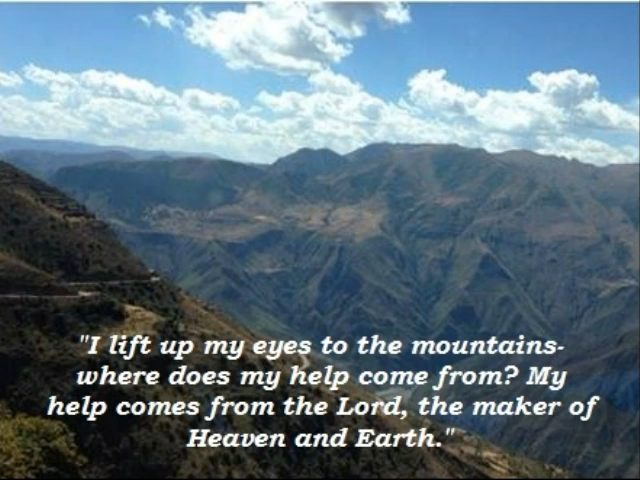 "I lift up my eyes to the mountains-
where does my help come from? My
help comes from the Lord, the maker of
Heaven and Earth."